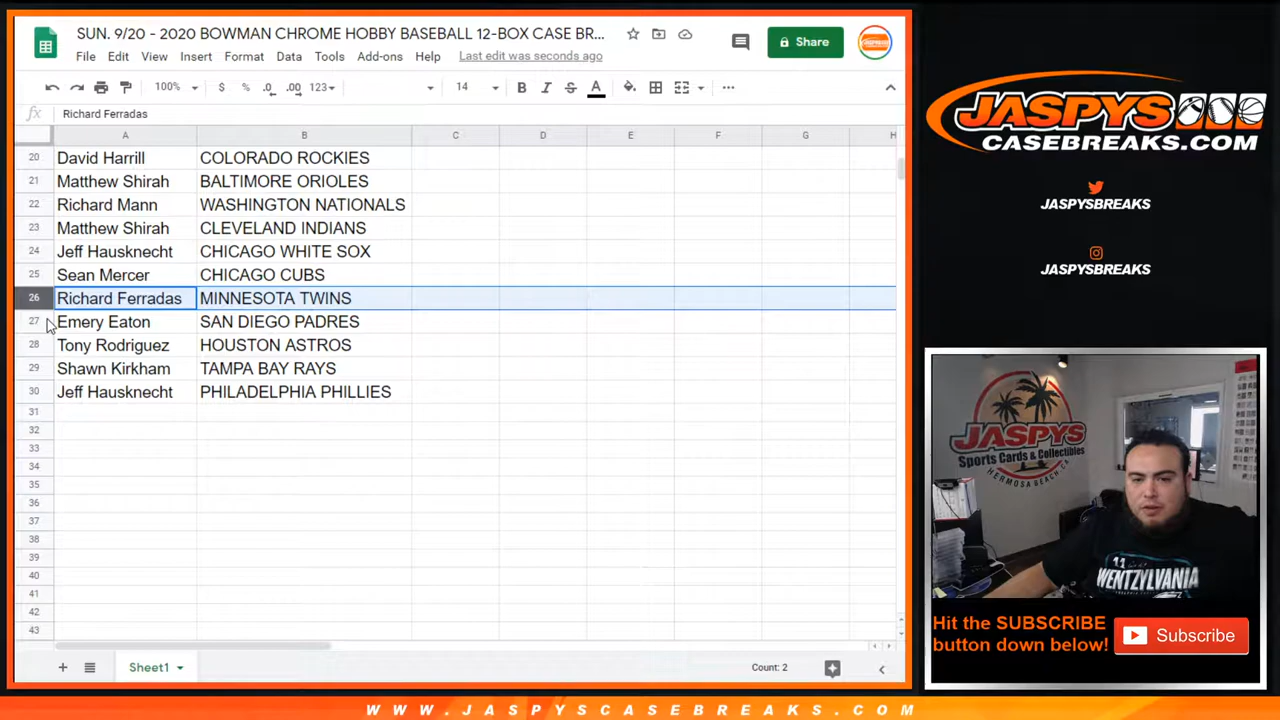 SUN. 9/20 - 2020 BOWMAN CHROME HOBBY BASEBALL 12-BOX CASE BR...
Share
File Edit View Insert Format Data Tools Add-ons Help Last edit was seconds ago
100% $ % .0 .00 123 14 B I S A
fx Richard Ferradas
A B C D E F G H
20 David Harrill COLORADO ROCKIES
21 Matthew Shirah BALTIMORE ORIOLES
22 Richard Mann WASHINGTON NATIONALS
23 Matthew Shirah CLEVELAND INDIANS
24 Jeff Hausknecht CHICAGO WHITE SOX
25 Sean Mercer CHICAGO CUBS
26 Richard Ferradas MINNESOTA TWINS
27 Emery Eaton SAN DIEGO PADRES
28 Tony Rodriguez HOUSTON ASTROS
29 Shawn Kirkham TAMPA BAY RAYS
30 Jeff Hausknecht PHILADELPHIA PHILLIES
31
32
33
34
35
36
37
38
39
40
41
42
43
Sheet1
Count: 2
JASPYS
CASEBREAKS.COM
JASPYSBREAKS
JASPYSBREAKS
JASPYS
Sports Cards & Collectibles
HERMOSA BEACH, CA
11
WENTZYLVANIA
Hit the SUBSCRIBE
button down below!
Subscribe
WWW.JASPYSCASEBREAKS.COM